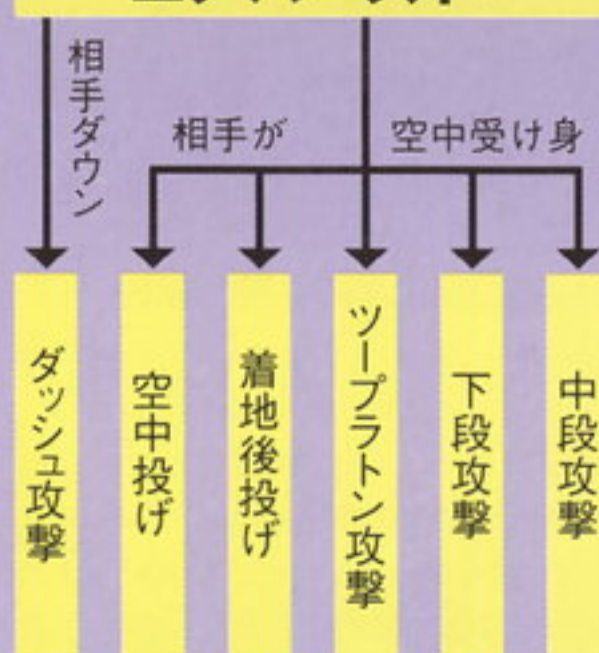 相手ダウン
相手が
空中受け身
ダッシュ攻撃
空中投げ
着地後投げ
ツープラトン攻撃
下段攻撃
中段攻撃